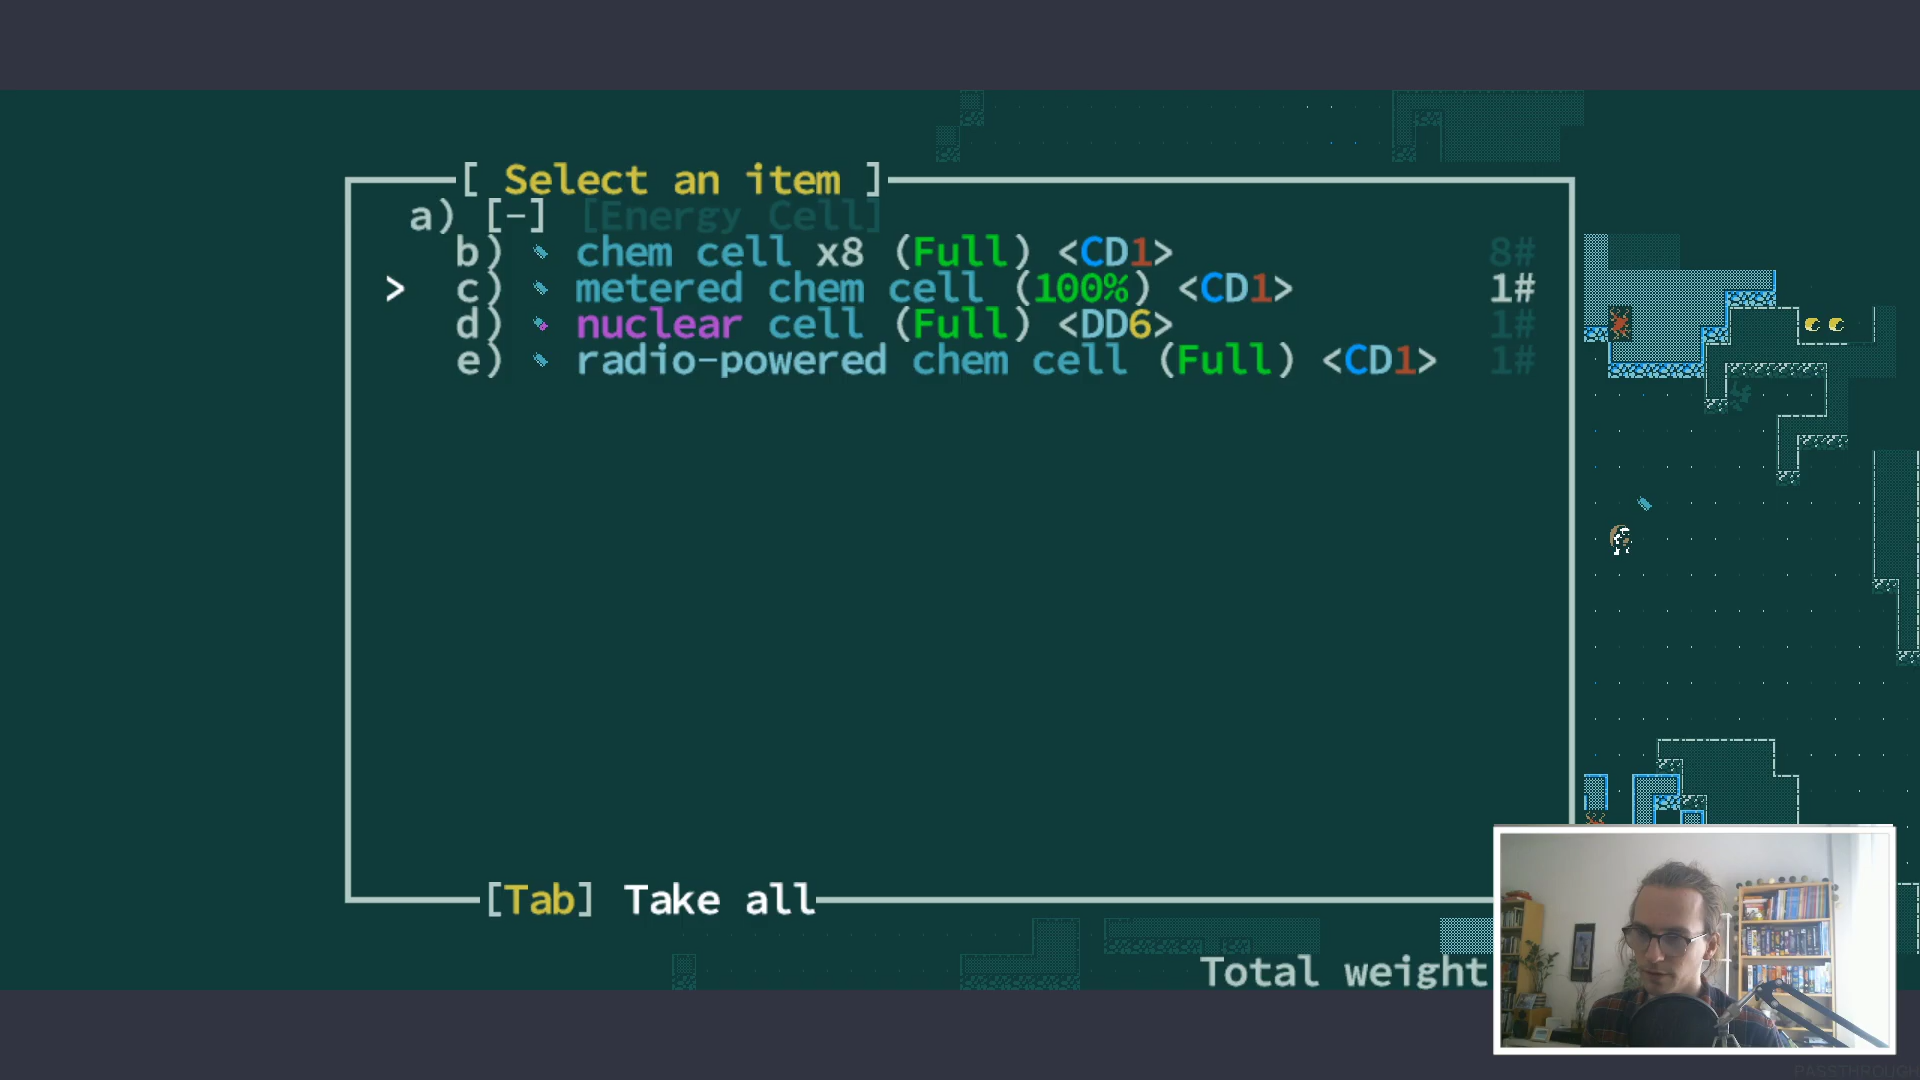 [ Select an item ]
a) [-] [Energy Cell]
b) chem cell x8 (Full) <CD1> 8#
> c) metered chem cell (100%) <CD1> 1#
d) nuclear cell (Full) <DD6> 1#
e) radio-powered chem cell (Full) <CD1> 1#
[Tab] Take all
Total weight
PASSTHROUGH